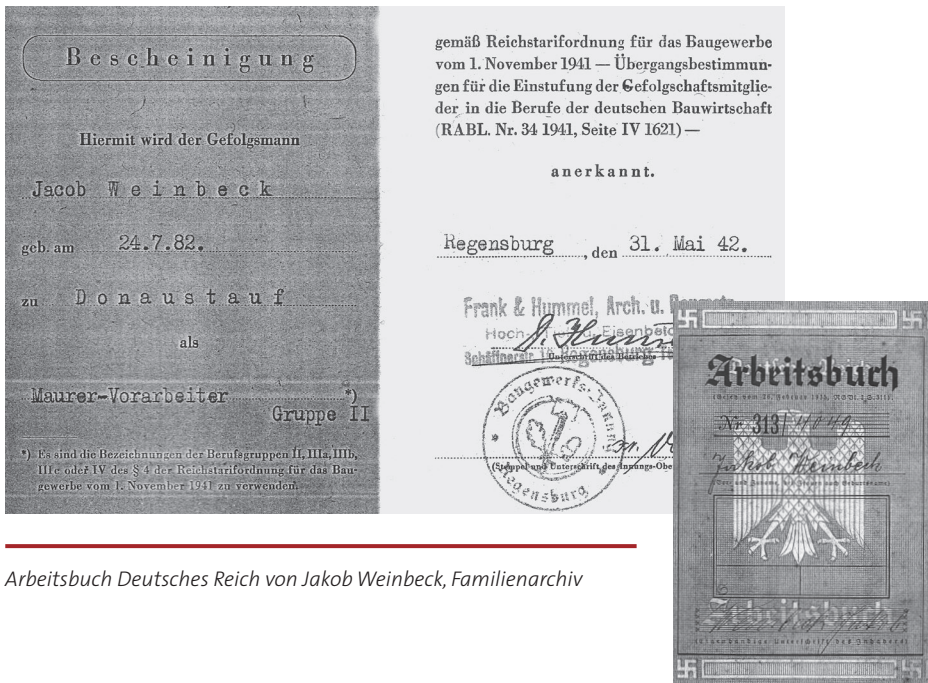 Bescheinigung
Hiermit wird der Gefolgsmann
Jacob Weinbeck
geb. am 24.7.82.
zu Donaustauf
als
Maurer-Vorarbeiter *)
Gruppe II
*) Es sind die Bezeichnungen der Berufsgruppen II, IIIa, IIIb,
IIIc oder IV des § 4 der Reichstarifordnung für das Bau-
gewerbe vom 1. November 1941 zu verwenden.
gemäß Reichstarifordnung für das Baugewerbe
vom 1. November 1941 — Übergangsbestimmun-
gen für die Einstufung der Gefolgschaftsmitglie-
der in die Berufe der deutschen Bauwirtschaft
(RABL. Nr. 34 1941, Seite IV 1621) —
anerkannt.
Regensburg, den 31. Mai 42.
Frank & Hummel, Arch. u.
Hoch-
Unterschrift des Betriebes
Baugewerks-Innung
Regensburg
(Stempel und Unterschrift des Innungs-Obe
Arbeitsbuch
Nr. 313/4049
Jakob Weinbeck
Arbeitsbuch
Arbeitsbuch Deutsches Reich von Jakob Weinbeck, Familienarchiv